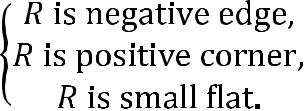 R is negative edge,
R is positive corner,
R is small flat.